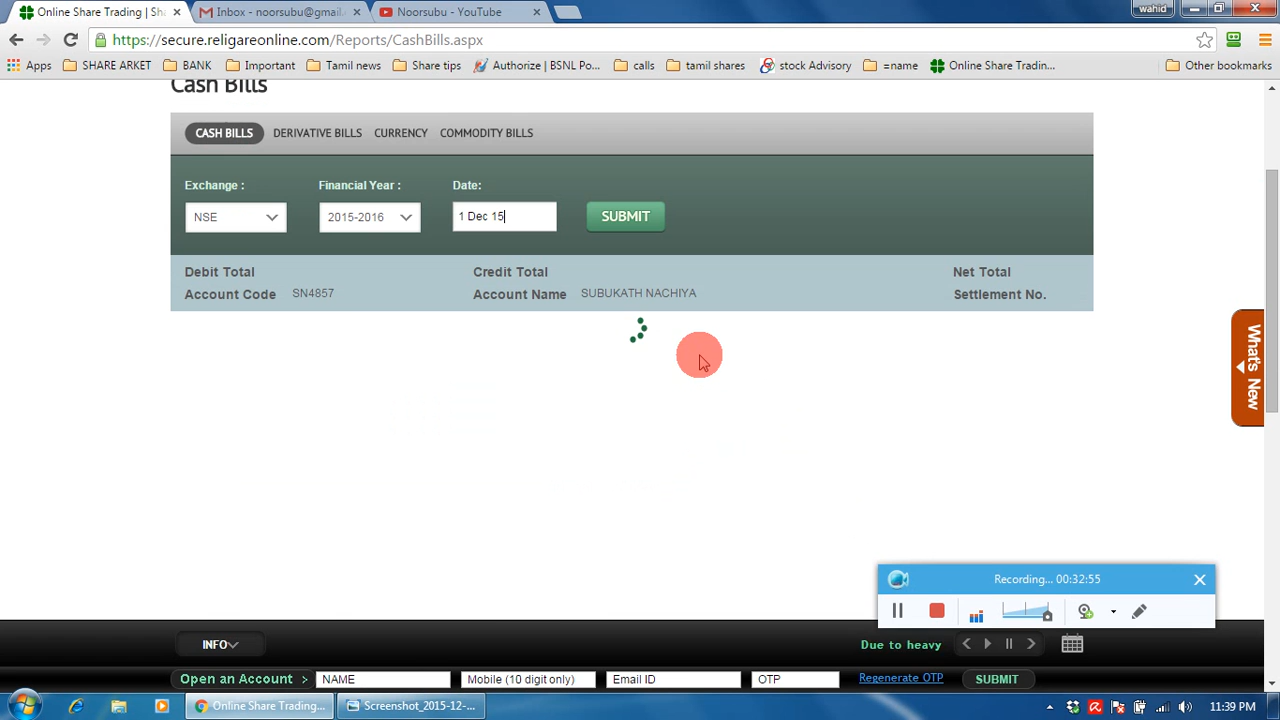 Online Share Trading | Sha
Inbox - noorsubu@gmail.
Noorsubu - YouTube
wahid
https://secure.religareonline.com/Reports/CashBills.aspx
Apps
SHARE ARKET
BANK
Important
Tamil news
Share tips
Authorize | BSNL Po...
calls
tamil shares
stock Advisory
=name
Online Share Tradin...
Other bookmarks
Cash Bills
CASH BILLS
DERIVATIVE BILLS
CURRENCY
COMMODITY BILLS
Exchange :
Financial Year :
Date:
NSE
2015-2016
1 Dec 15
SUBMIT
Debit Total
Credit Total
Net Total
Account Code
SN4857
Account Name
SUBUKATH NACHIYA
Settlement No.
What's New
Recording... 00:32:55
INFO
Due to heavy
Open an Account >
NAME
Mobile (10 digit only)
Email ID
OTP
Regenerate OTP
SUBMIT
Online Share Trading...
Screenshot_2015-12-...
11:39 PM